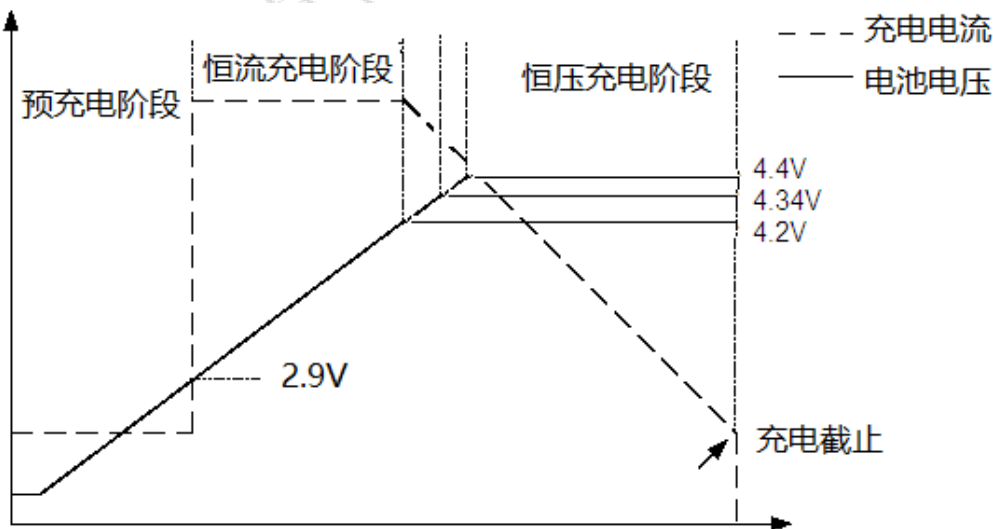 充电电流
电池电压
预充电阶段
恒流充电阶段
恒压充电阶段
4.4V
4.34V
4.2V
2.9V
充电截止